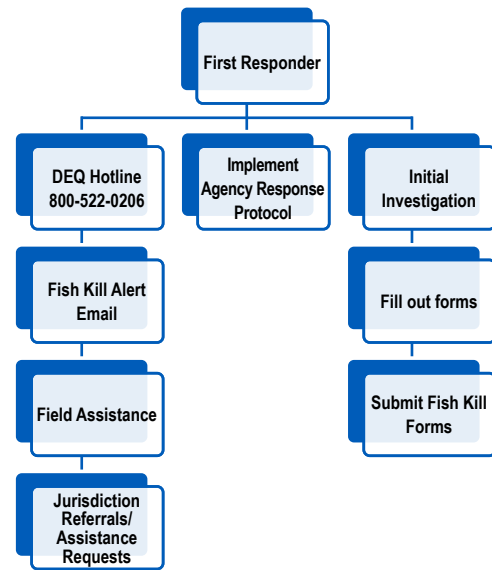 First Responder
DEQ Hotline
800-522-0206
Implement
Agency Response
Protocol
Initial
Investigation
Fish Kill Alert
Email
Fill out forms
Field Assistance
Submit Fish Kill
Forms
Jurisdiction
Referrals/
Assistance
Requests